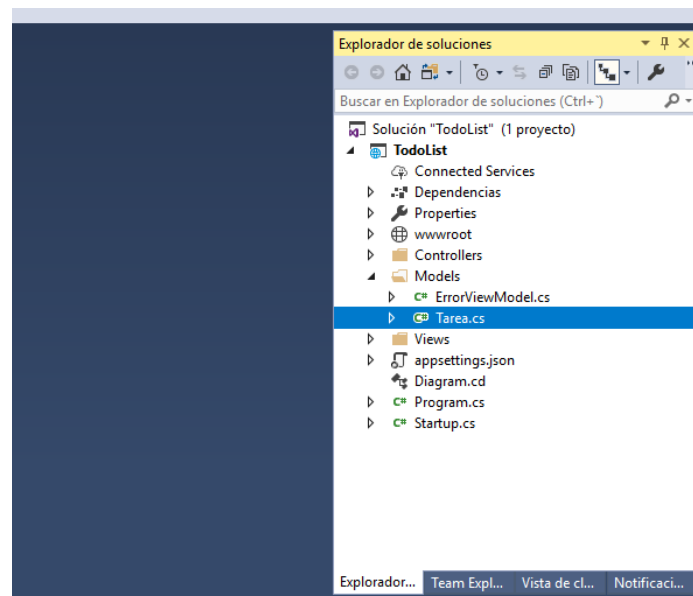 Explorador de soluciones
Buscar en Explorador de soluciones (Ctrl+¨)
Solución "TodoList" (1 proyecto)
TodoList
Connected Services
Dependencias
Properties
wwwroot
Controllers
Models
C# ErrorViewModel.cs
C# Tarea.cs
Views
appsettings.json
Diagram.cd
C# Program.cs
C# Startup.cs
Explorador... Team Expl... Vista de cl... Notificaci...